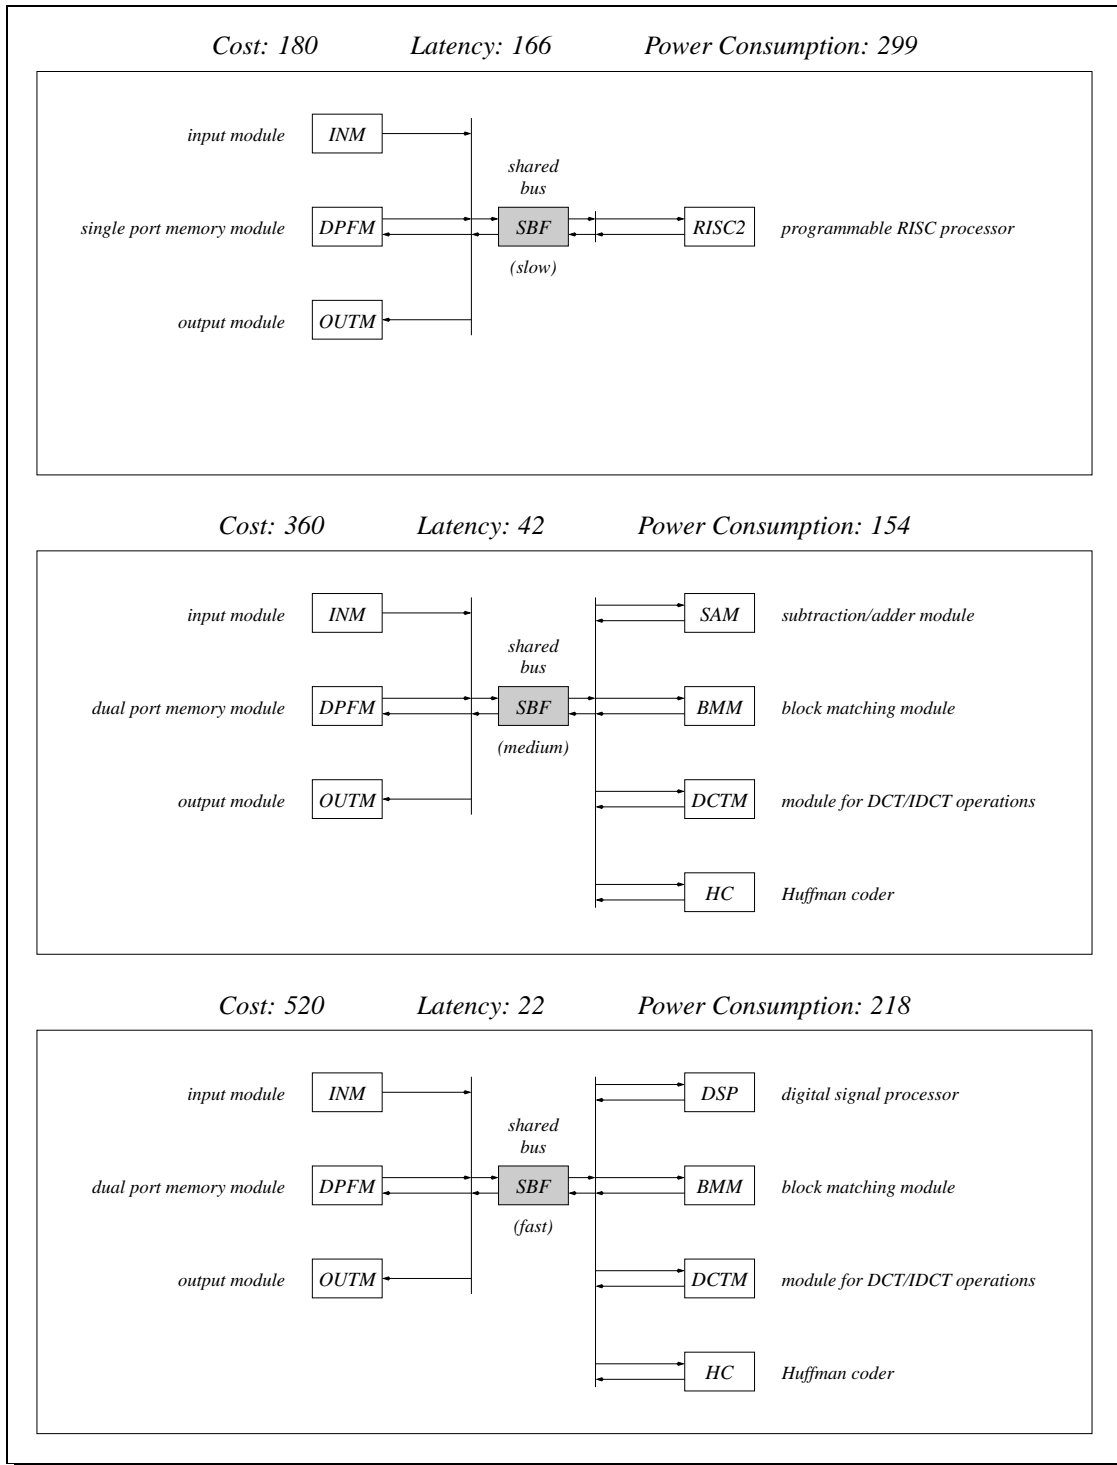 Cost: 180 Latency: 166 Power Consumption: 299
input module INM
shared
bus
single port memory module DPFM SBF RISC2 programmable RISC processor
(slow)
output module OUTM
Cost: 360 Latency: 42 Power Consumption: 154
input module INM SAM subtraction/adder module
shared
bus
dual port memory module DPFM SBF BMM block matching module
(medium)
output module OUTM DCTM module for DCT/IDCT operations
HC Huffman coder
Cost: 520 Latency: 22 Power Consumption: 218
input module INM DSP digital signal processor
shared
bus
dual port memory module DPFM SBF BMM block matching module
(fast)
output module OUTM DCTM module for DCT/IDCT operations
HC Huffman coder